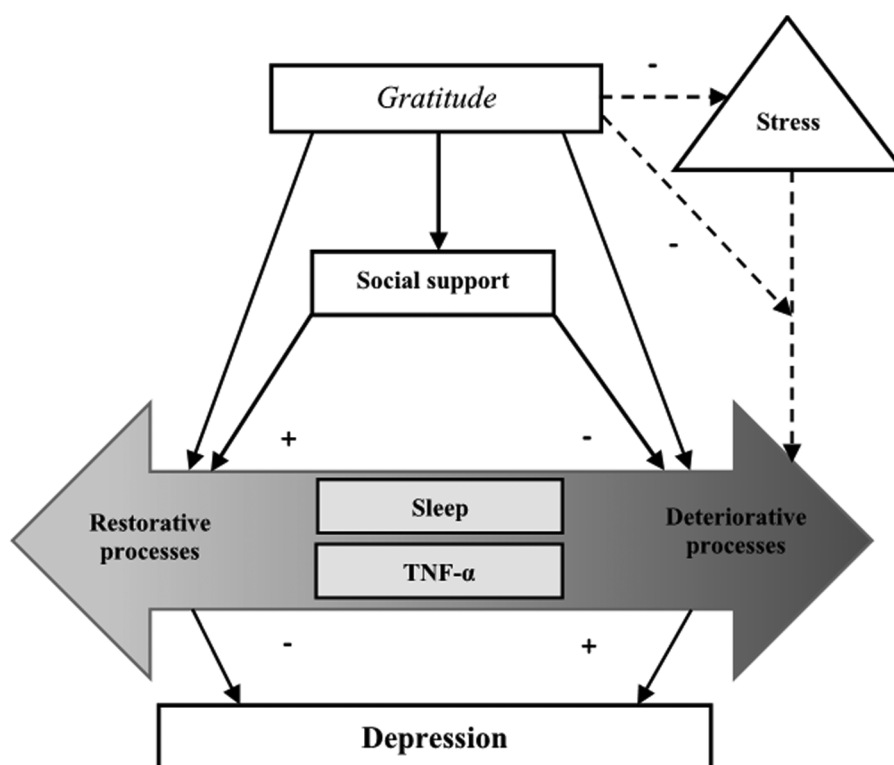 -
Gratitude
Stress
-
Social support
+
-
Sleep
Restorative
processes
Deteriorative
processes
TNF-α
-
+
Depression